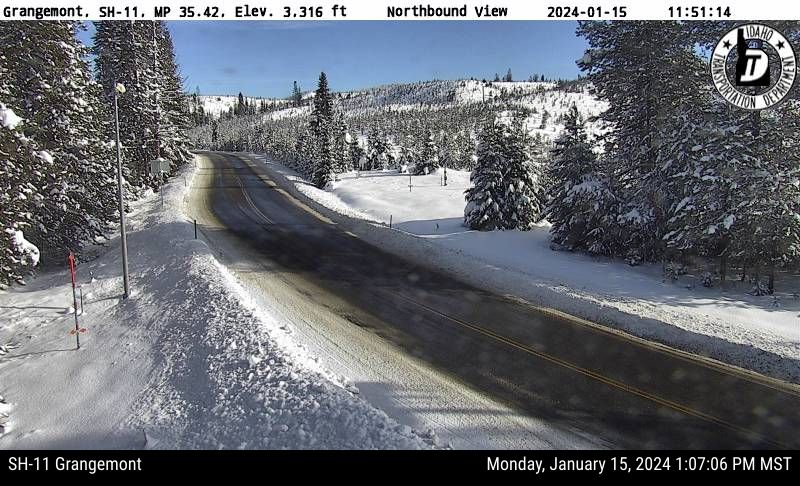 Grangemont, SH-11, MP 35.42, Elev. 3,316 ft Northbound View 2024-01-15 11:51:14
IDAHO
TRANSPORTATION DEPARTMENT
SH-11 Grangemont Monday, January 15, 2024 1:07:06 PM MST